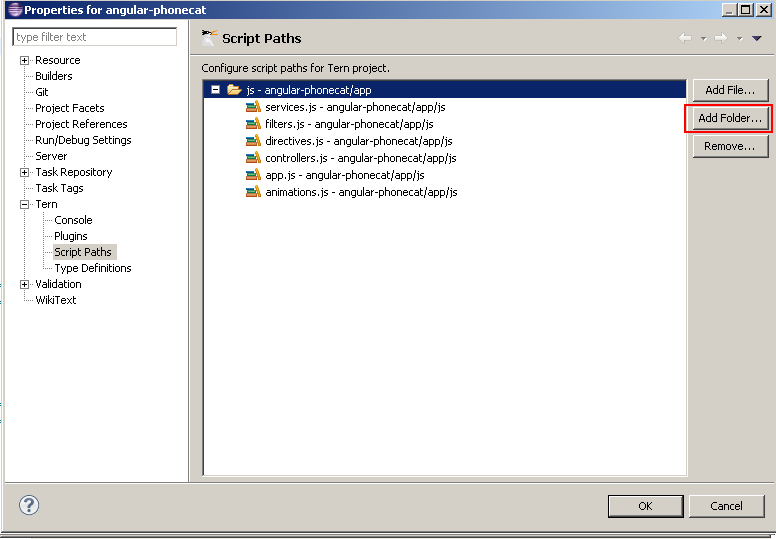 Properties for angular-phonecat
type filter text
Resource
Builders
Git
Project Facets
Project References
Run/Debug Settings
Server
Task Repository
Task Tags
Tern
Console
Plugins
Script Paths
Type Definitions
Validation
WikiText
Script Paths
Configure script paths for Tern project.
js - angular-phonecat/app
services.js - angular-phonecat/app/js
filters.js - angular-phonecat/app/js
directives.js - angular-phonecat/app/js
controllers.js - angular-phonecat/app/js
app.js - angular-phonecat/app/js
animations.js - angular-phonecat/app/js
Add File...
Add Folder...
Remove...
?
OK
Cancel